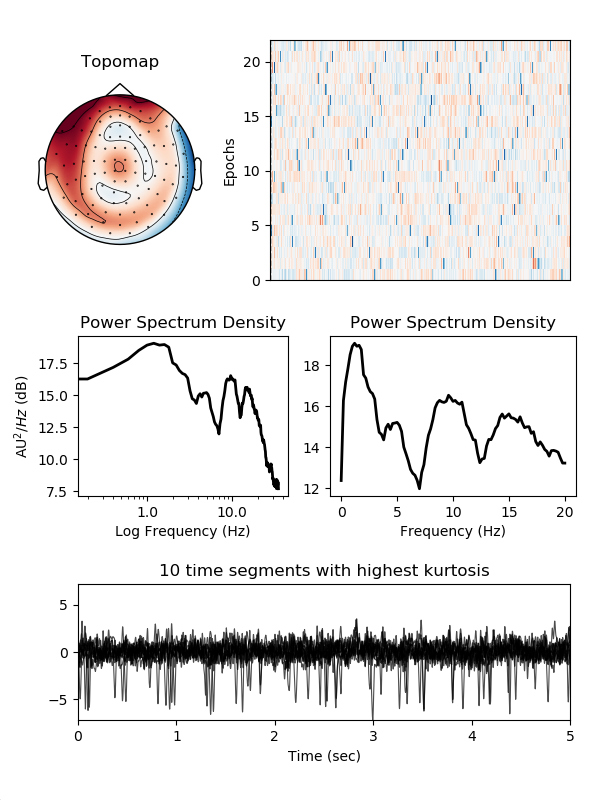 Topomap
20
15
10
5
0
Epochs
Power Spectrum Density
17.5
15.0
12.5
10.0
7.5
AU²/Hz (dB)
1.0 10.0
Log Frequency (Hz)
Power Spectrum Density
18
16
14
12
0 5 10 15 20
Frequency (Hz)
10 time segments with highest kurtosis
5
0
−5
0 1 2 3 4 5
Time (sec)